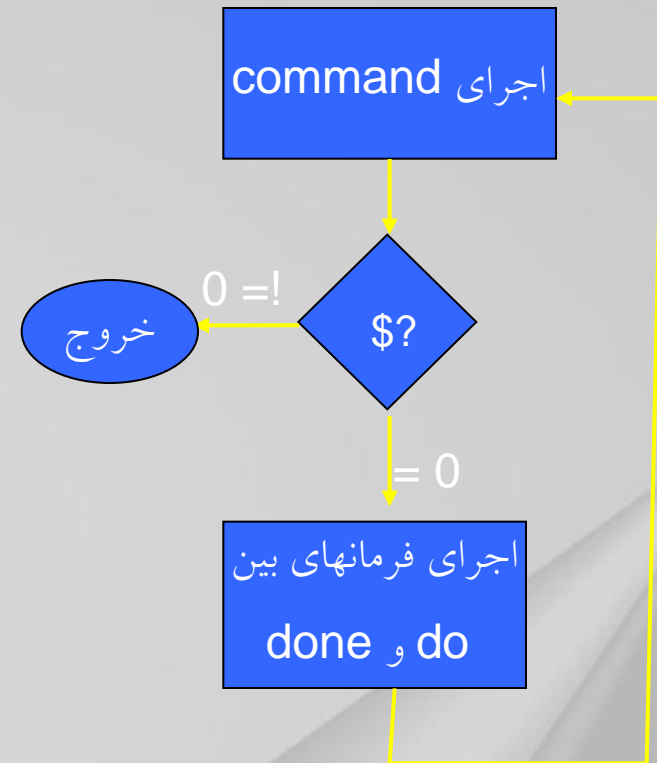 اجرای command
$?
0 =!
خروج
= 0
اجرای فرمانهای بین
do و done